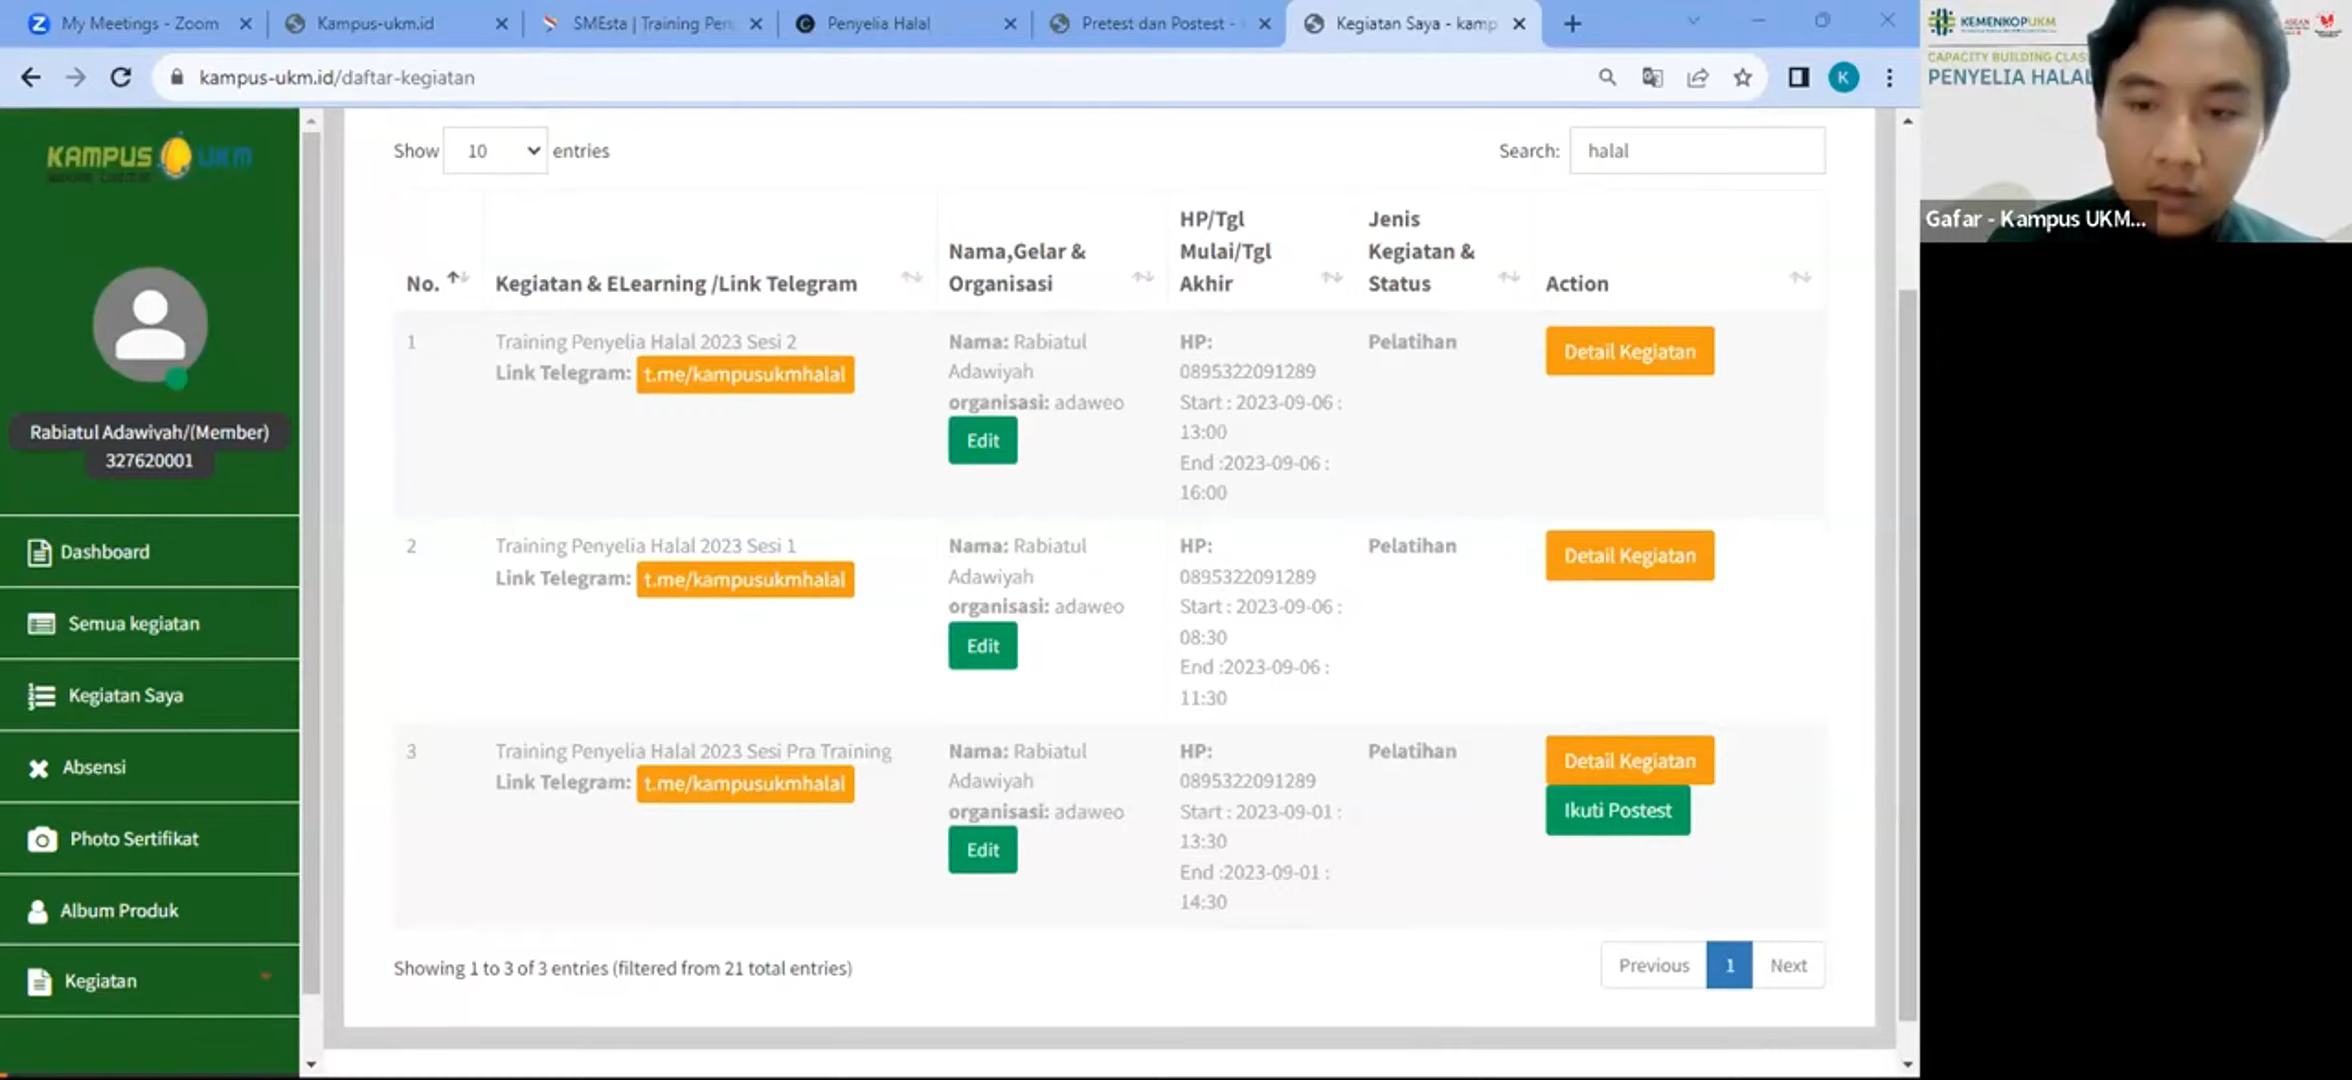 My Meetings - Zoom
Kampus-ukm.id
SMEsta | Training Pen
Penyelia Halal
Pretest dan Postest -
Kegiatan Saya - kamp
kampus-ukm.id/daftar-kegiatan
K
KEMENKOPUKM
CAPACITY BUILDING CLAS
PENYELIA HALAL
Gafar - Kampus UKM...
KAMPUS UKM
Rabiatul Adawiyah/(Member)
327620001
Dashboard
Semua kegiatan
Kegiatan Saya
Absensi
Photo Sertifikat
Album Produk
Kegiatan
Show 10 entries
Search: halal
No. Kegiatan & ELearning /Link Telegram
Nama,Gelar &
Organisasi
HP/Tgl
Mulai/Tgl
Akhir
Jenis
Kegiatan &
Status
Action
1
Training Penyelia Halal 2023 Sesi 2
Link Telegram: t.me/kampusukmhalal
Nama: Rabiatul
Adawiyah
organisasi: adaweo
Edit
HP:
0895322091289
Start : 2023-09-06 :
13:00
End :2023-09-06 :
16:00
Pelatihan
Detail Kegiatan
2
Training Penyelia Halal 2023 Sesi 1
Link Telegram: t.me/kampusukmhalal
Nama: Rabiatul
Adawiyah
organisasi: adaweo
Edit
HP:
0895322091289
Start : 2023-09-06 :
08:30
End :2023-09-06 :
11:30
Pelatihan
Detail Kegiatan
3
Training Penyelia Halal 2023 Sesi Pra Training
Link Telegram: t.me/kampusukmhalal
Nama: Rabiatul
Adawiyah
organisasi: adaweo
Edit
HP:
0895322091289
Start : 2023-09-01 :
13:30
End :2023-09-01 :
14:30
Pelatihan
Detail Kegiatan
Ikuti Postest
Showing 1 to 3 of 3 entries (filtered from 21 total entries)
Previous 1 Next